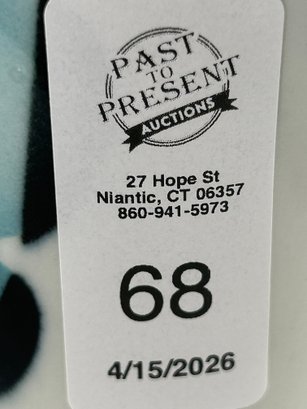 PAST
TO
PRESENT
AUCTIONS
27 Hope St
Niantic, CT 06357
860-941-5973
68
4/15/2026